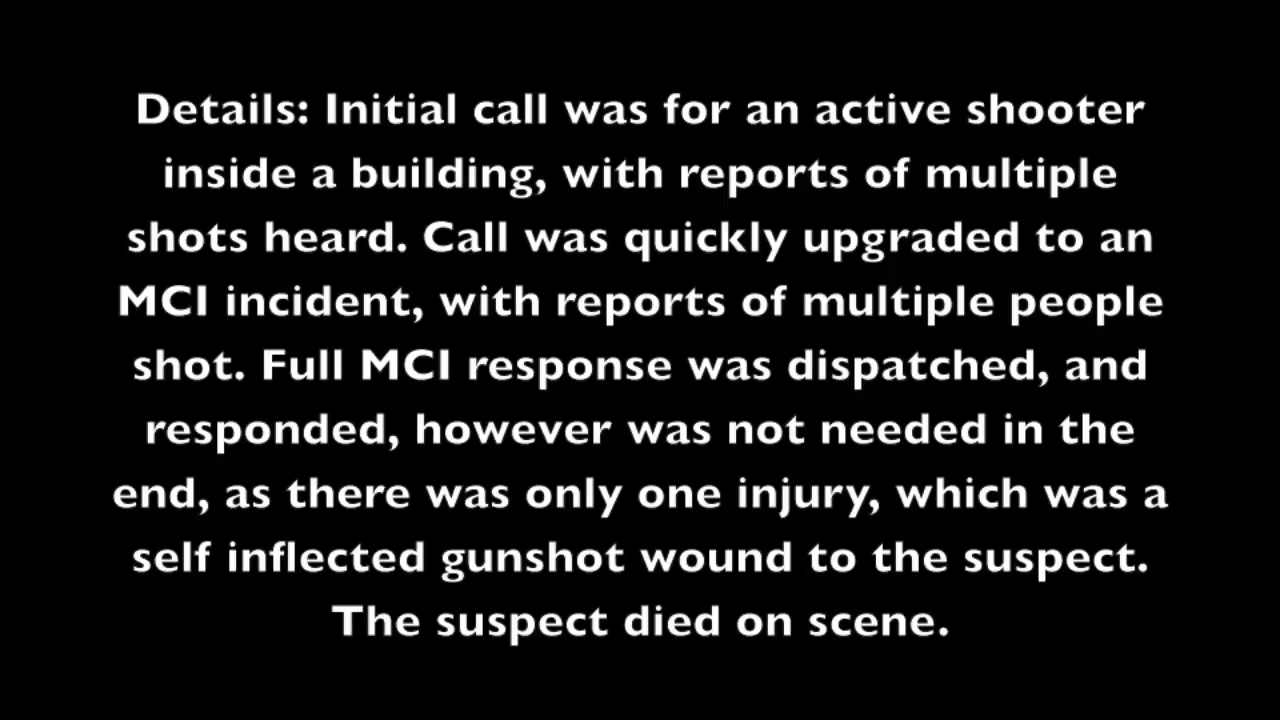 Details: Initial call was for an active shooter
inside a building, with reports of multiple
shots heard. Call was quickly upgraded to an
MCI incident, with reports of multiple people
shot. Full MCI response was dispatched, and
responded, however was not needed in the
end, as there was only one injury, which was a
self inflected gunshot wound to the suspect.
The suspect died on scene.